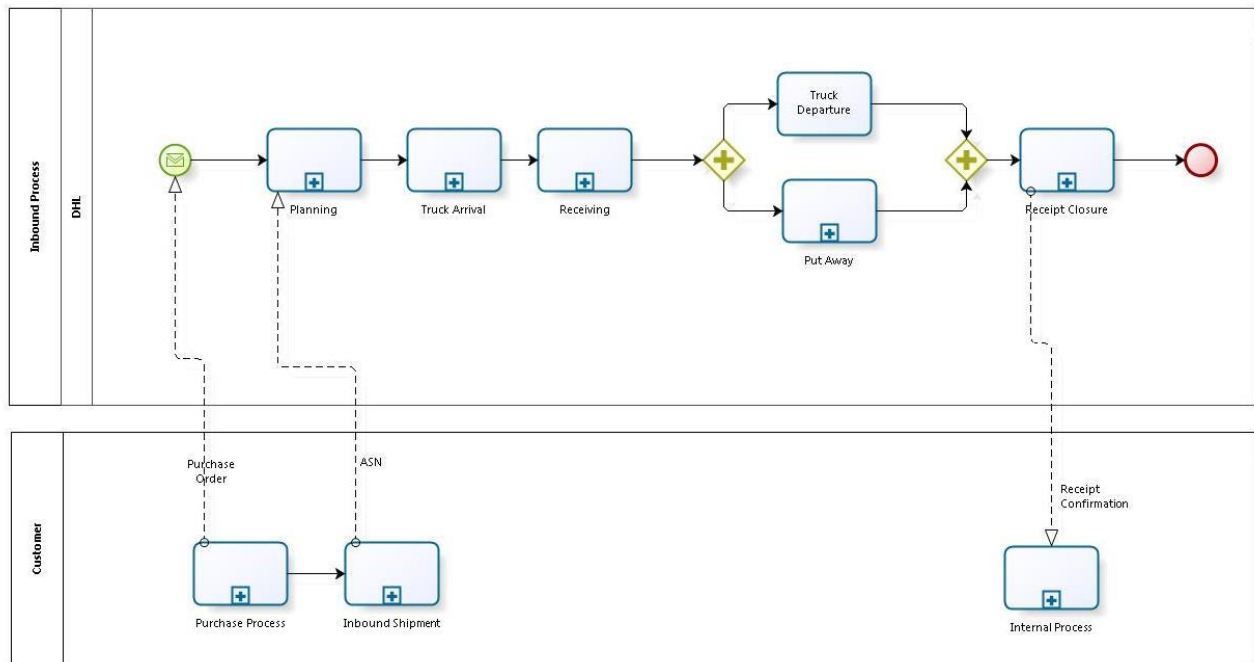 Inbound Process
DHL
Truck
Departure
Planning
Truck Arrival
Receiving
Receipt Closure
Put Away
Customer
Purchase
Order
ASN
Receipt
Confirmation
Purchase Process
Inbound Shipment
Internal Process